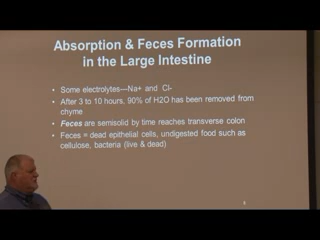 Absorption & Feces Formation
in the Large Intestine
• Some electrolytes—Na+ and Cl-
• After 3 to 10 hours, 90% of H2O has been removed from
chyme
• Feces are semisolid by time reaches transverse colon
• Feces = dead epithelial cells, undigested food such as
cellulose, bacteria (live & dead)